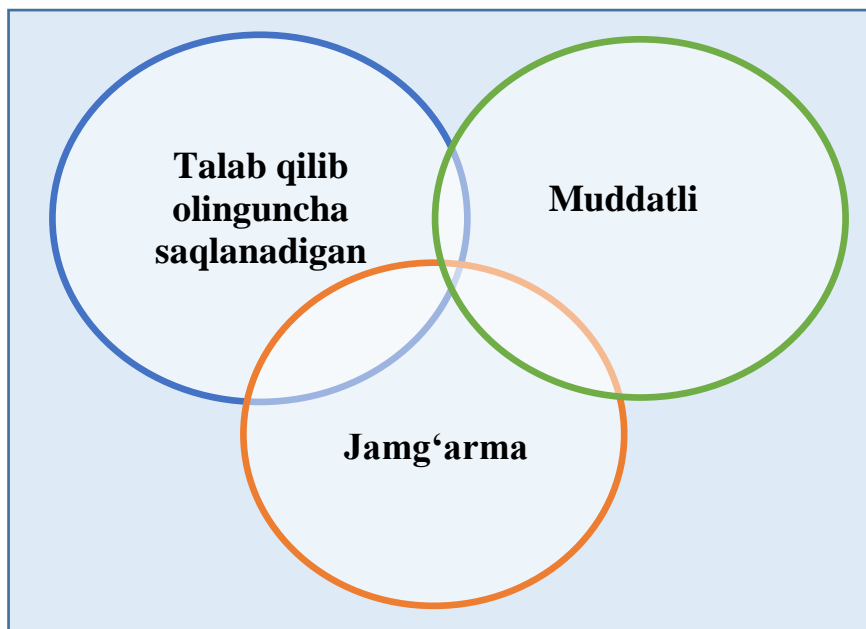 Talab qilib
olinguncha
saqlanadigan
Muddatli
Jamg‘arma